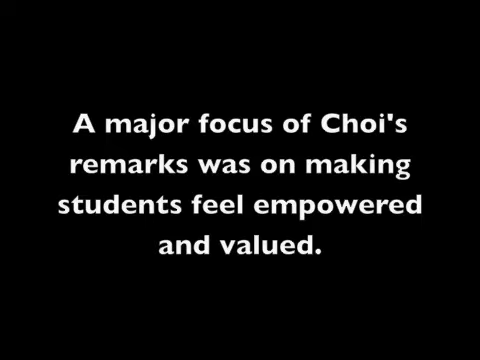 A major focus of Choi's
remarks was on making
students feel empowered
and valued.